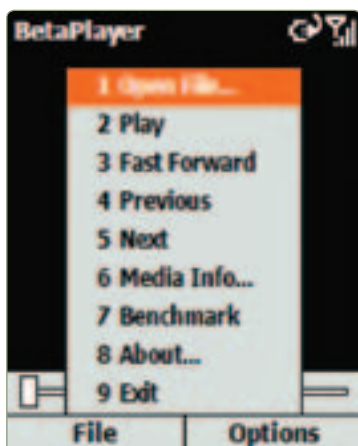 BetaPlayer
1 Open File...
2 Play
3 Fast Forward
4 Previous
5 Next
6 Media Info...
7 Benchmark
8 About...
9 Exit
File Options